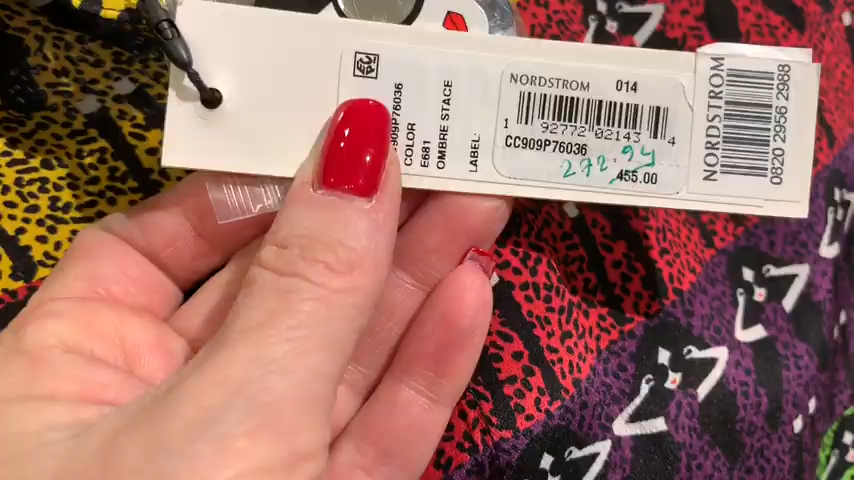 909P76036
COLOR
E681
OMBRE STACE
LABEL:
NORDSTROM 014
1 92772 02143 4
CC909P76036
272.94
455.00
NORDSTROM
0820 2956 2988